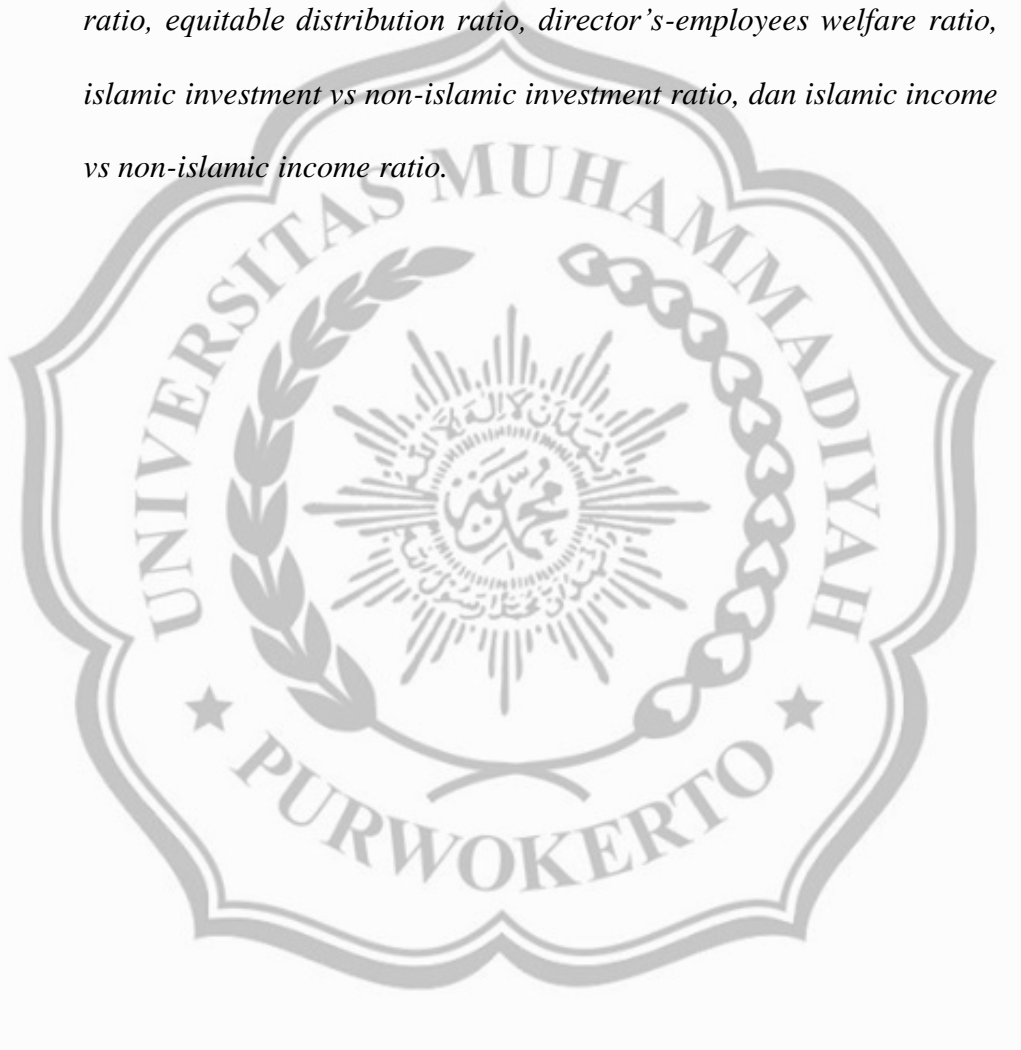 ratio, equitable distribution ratio, director’s-employees welfare ratio,
islamic investment vs non-islamic investment ratio, dan islamic income
vs non-islamic income ratio.
UNIVERSITAS MUHAMMADIYAH
PURWOKERTO
محمد